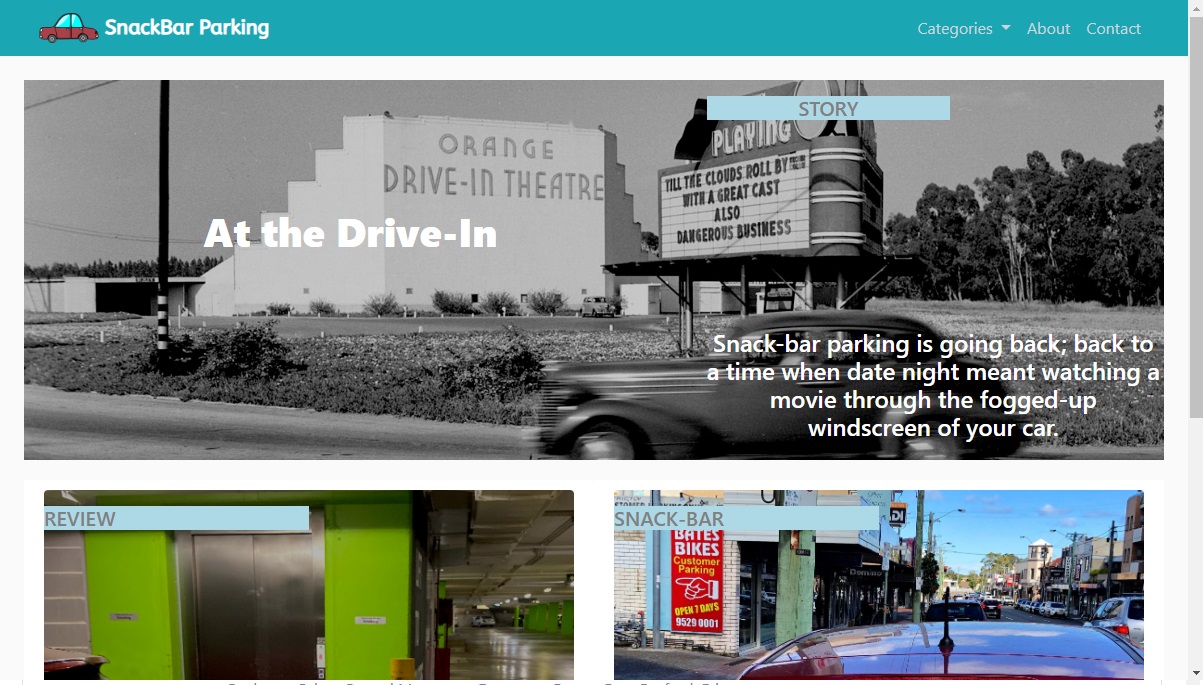 SnackBar Parking
Categories
About
Contact
STORY
ORANGE
DRIVE-IN THEATRE
PLAYING
TILL THE CLOUDS ROLL BY
WITH A GREAT CAST
ALSO
DANGEROUS BUSINESS
At the Drive-In
Snack-bar parking is going back; back to
a time when date night meant watching a
movie through the fogged-up
windscreen of your car.
REVIEW
SNACK-BAR
BATES
BIKES
Customer
Parking
OPEN 7 DAYS
9529 0001